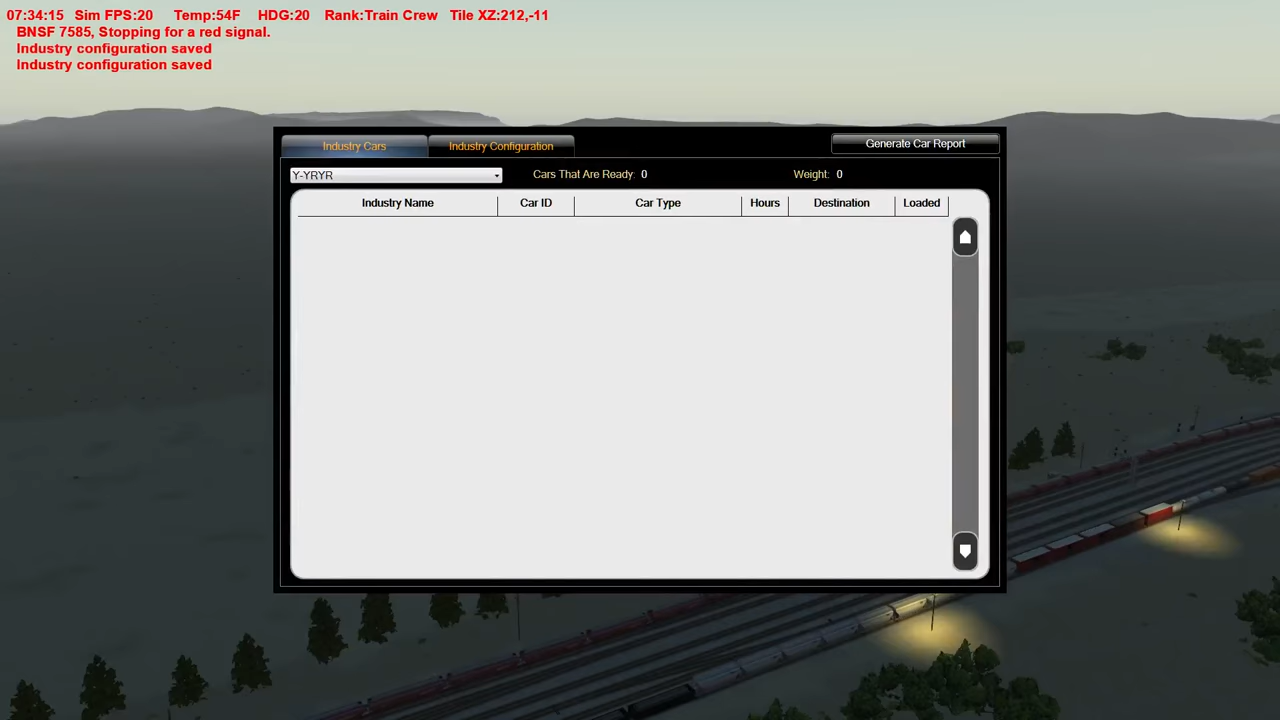 07:34:15 Sim FPS:20 Temp:54F HDG:20 Rank:Train Crew Tile XZ:212,-11
BNSF 7585, Stopping for a red signal.
Industry configuration saved
Industry configuration saved
Industry Cars Industry Configuration Generate Car Report
Y-YRYR Cars That Are Ready: 0 Weight: 0
Industry Name Car ID Car Type Hours Destination Loaded